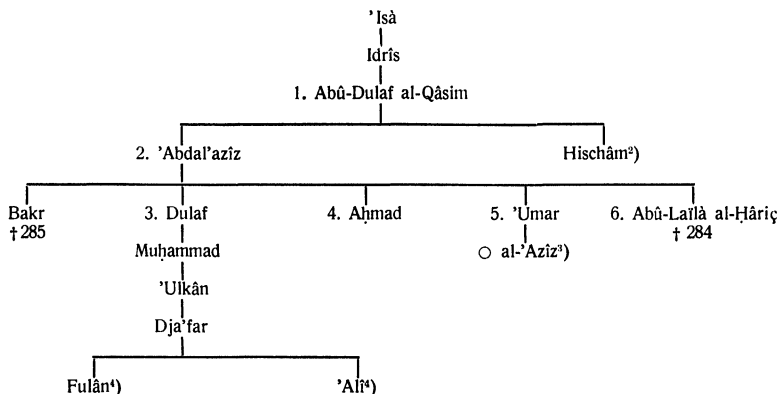 ’Isà
Idrîs
1. Abû-Dulaf al-Qâsim
2. ’Abdal’azîz Hischâm²)
Bakr 3. Dulaf 4. Aḥmad 5. ’Umar 6. Abû-Laïlà al-Ḥâriç
† 285 Muḥammad ○ al-’Azîz³) † 284
’Ulkân
Dja’far
Fulân⁴) ’Alî⁴)